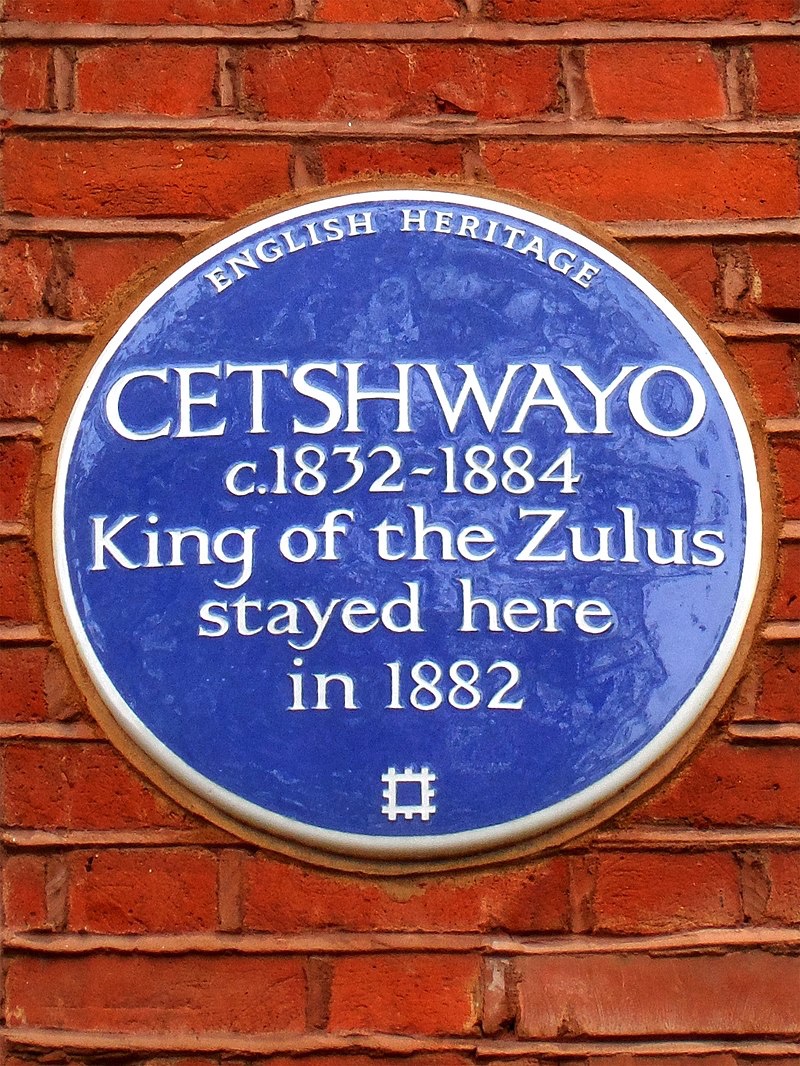 ENGLISH HERITAGE
CETSHWAYO
c.1832-1884
King of the Zulus
stayed here
in 1882